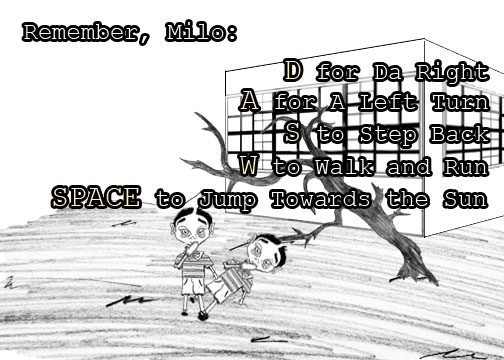 Remember, Milo:
D for Da Right
A for A Left Turn
S to Step Back
W to Walk and Run
SPACE to Jump Towards the Sun